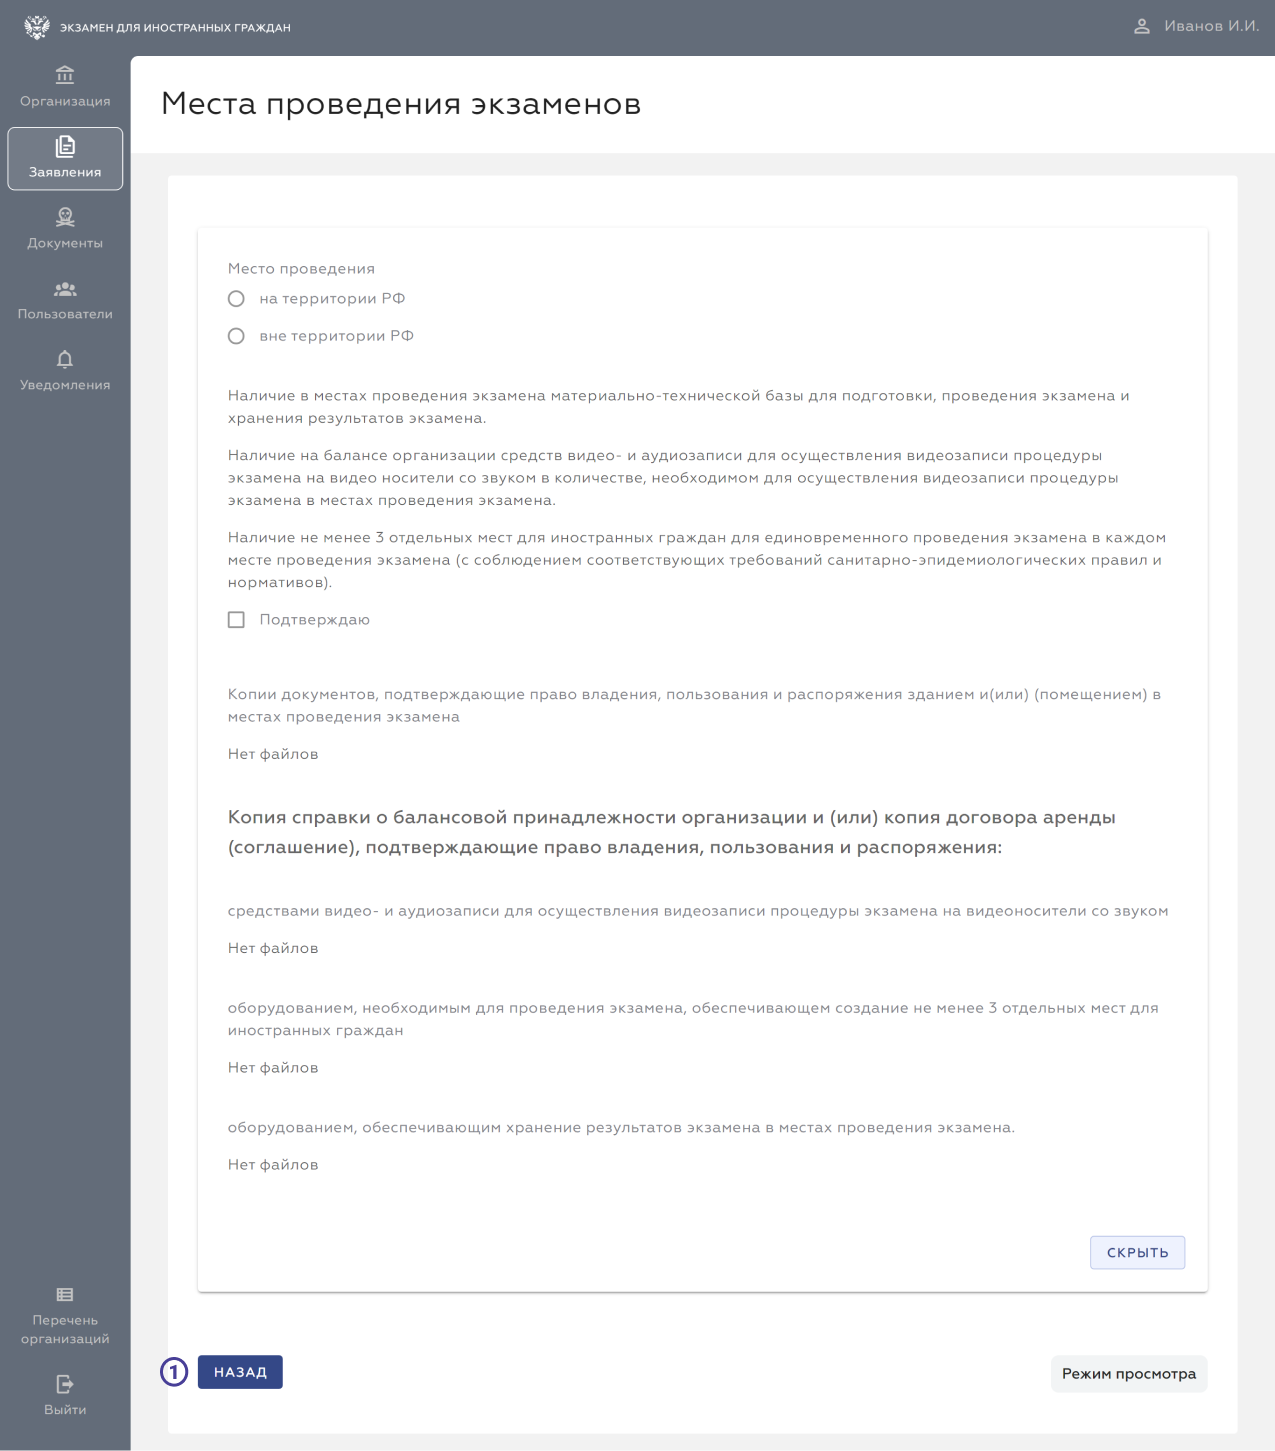 ЭКЗАМЕН ДЛЯ ИНОСТРАННЫХ ГРАЖДАН
Иванов И.И.
Организация
Заявления
Документы
Пользователи
Уведомления
Перечень
организаций
Выйти
Места проведения экзаменов
Место проведения
на территории РФ
вне территории РФ
Наличие в местах проведения экзамена материально-технической базы для подготовки, проведения экзамена и
хранения результатов экзамена.
Наличие на балансе организации средств видео- и аудиозаписи для осуществления видеозаписи процедуры
экзамена на видео носители со звуком в количестве, необходимом для осуществления видеозаписи процедуры
экзамена в местах проведения экзамена.
Наличие не менее 3 отдельных мест для иностранных граждан для единовременного проведения экзамена в каждом
месте проведения экзамена (с соблюдением соответствующих требований санитарно-эпидемиологических правил и
нормативов).
Подтверждаю
Копии документов, подтверждающие право владения, пользования и распоряжения зданием и(или) (помещением) в
местах проведения экзамена
Нет файлов
Копия справки о балансовой принадлежности организации и (или) копия договора аренды
(соглашение), подтверждающие право владения, пользования и распоряжения:
средствами видео- и аудиозаписи для осуществления видеозаписи процедуры экзамена на видеоносители со звуком
Нет файлов
оборудованием, необходимым для проведения экзамена, обеспечивающем создание не менее 3 отдельных мест для
иностранных граждан
Нет файлов
оборудованием, обеспечивающим хранение результатов экзамена в местах проведения экзамена.
Нет файлов
СКРЫТЬ
1 НАЗАД
Режим просмотра